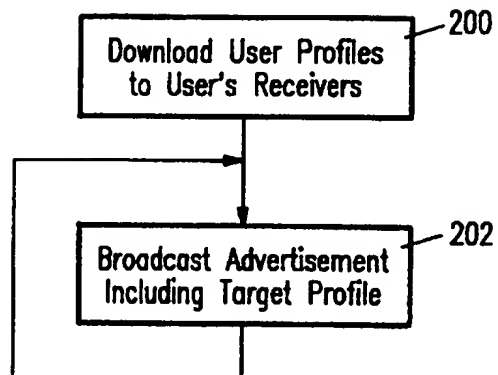 200
Download User Profiles
to User's Receivers
202
Broadcast Advertisement
Including Target Profile